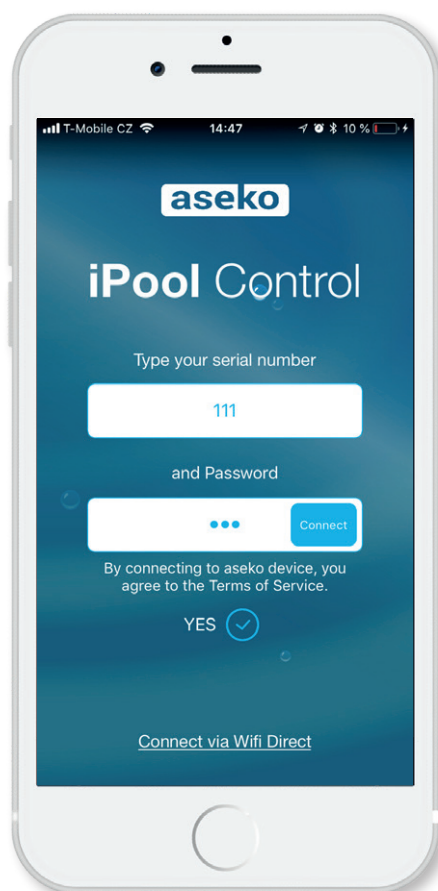 T-Mobile CZ 14:47 10 %
aseko
iPool Control
Type your serial number
111
and Password
•••
Connect
By connecting to aseko device, you
agree to the Terms of Service.
YES
Connect via Wifi Direct